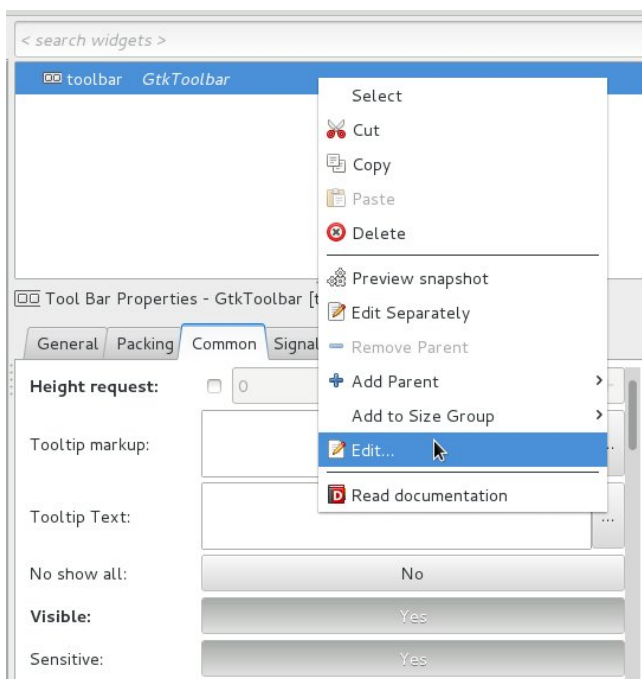 < search widgets >
toolbar GtkToolbar
Select
Cut
Copy
Paste
Delete
Preview snapshot
Edit Separately
Remove Parent
Add Parent
Add to Size Group
Edit...
Read documentation
Tool Bar Properties - GtkToolbar [t
General Packing Common Signal
Height request: 0
Tooltip markup:
Tooltip Text: ...
No show all: No
Visible: Yes
Sensitive: Yes